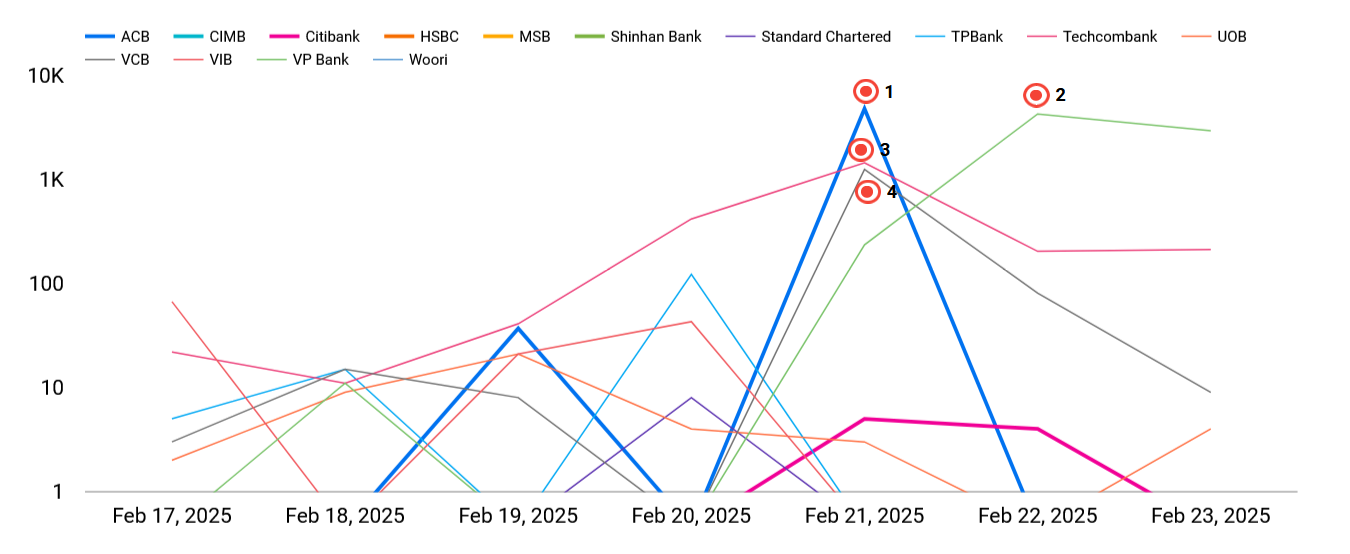 ACB CIMB Citibank HSBC MSB Shinhan Bank Standard Chartered TPBank Techcombank UOB
VCB VIB VP Bank Woori
10K
1
2
3
1K
4
100
10
1
Feb 17, 2025 Feb 18, 2025 Feb 19, 2025 Feb 20, 2025 Feb 21, 2025 Feb 22, 2025 Feb 23, 2025